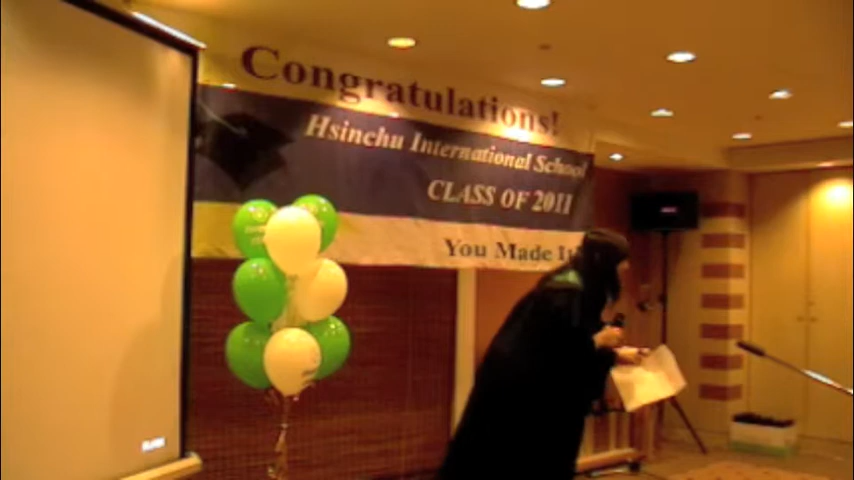 Congratulations!
Hsinchu International School
CLASS OF 2011
You Made It!